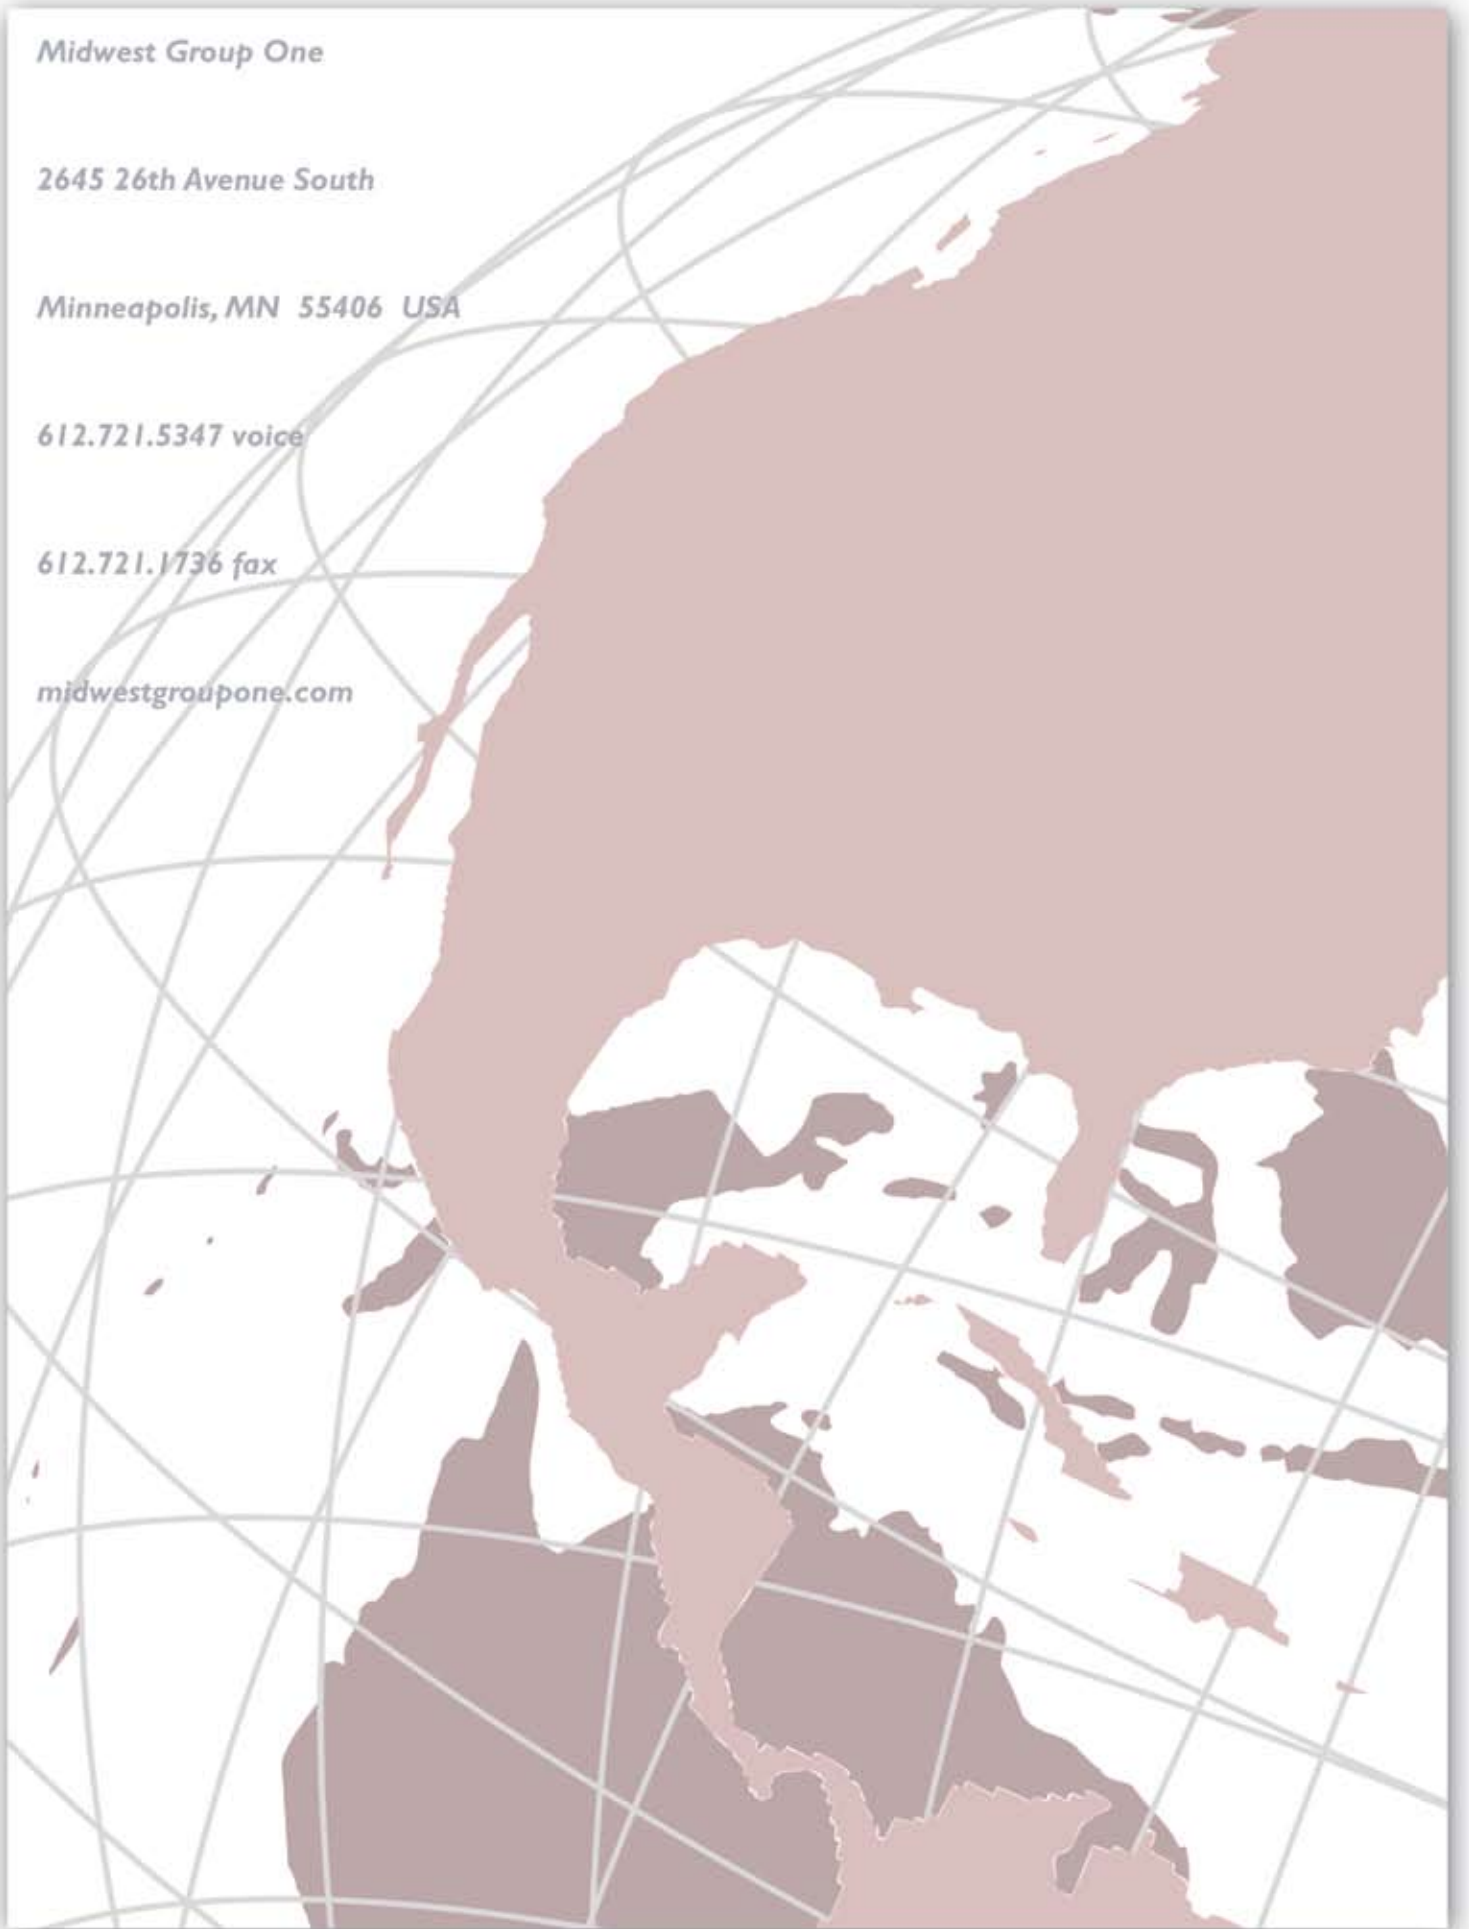 Midwest Group One
2645 26th Avenue South
Minneapolis, MN  55406  USA
612.721.5347 voice
612.721.1736 fax
midwestgroupone.com